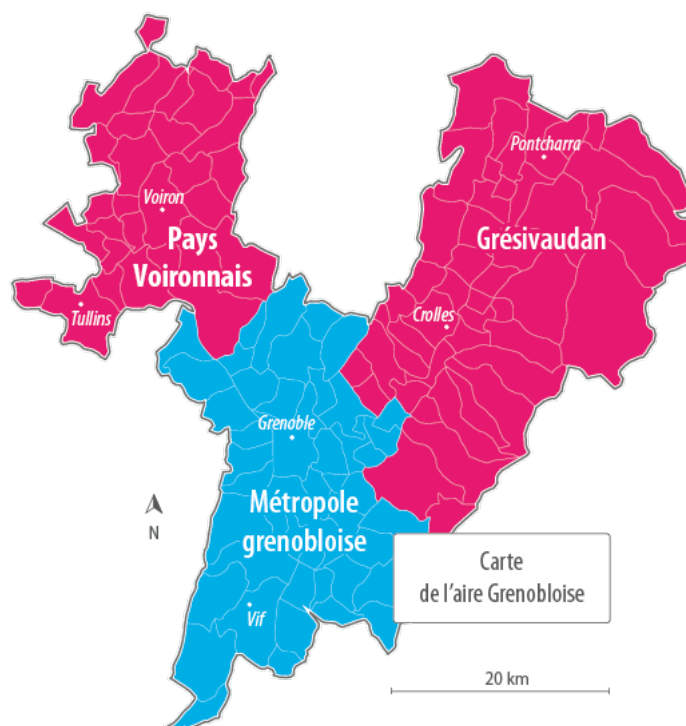 Pontcharra
Voiron
Pays
Voironnais
Grésivaudan
Tullins
Crolles
Grenoble
Métropole
grenobloise
N
Carte
de l'aire Grenobloise
Vif
20 km